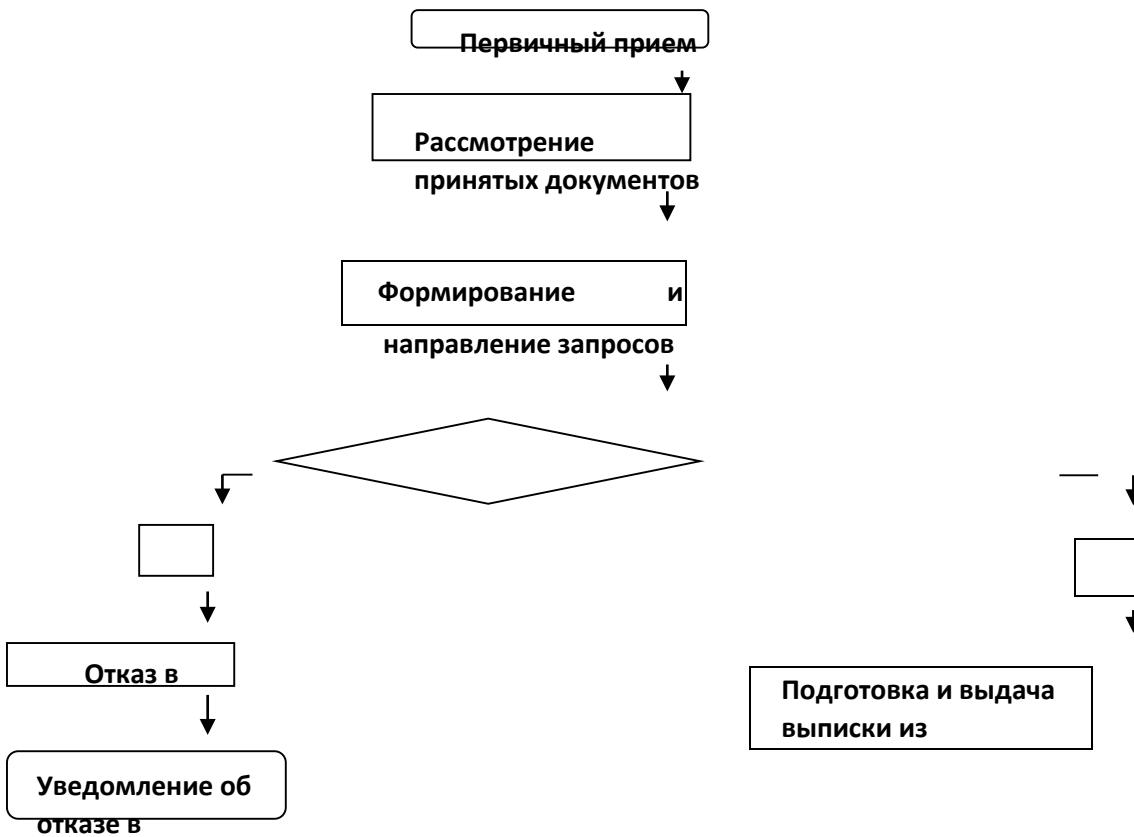 Первичный прием
Рассмотрение
принятых документов
Формирование и
направление запросов
Отказ в
Подготовка и выдача
выписки из
Уведомление об
отказе в